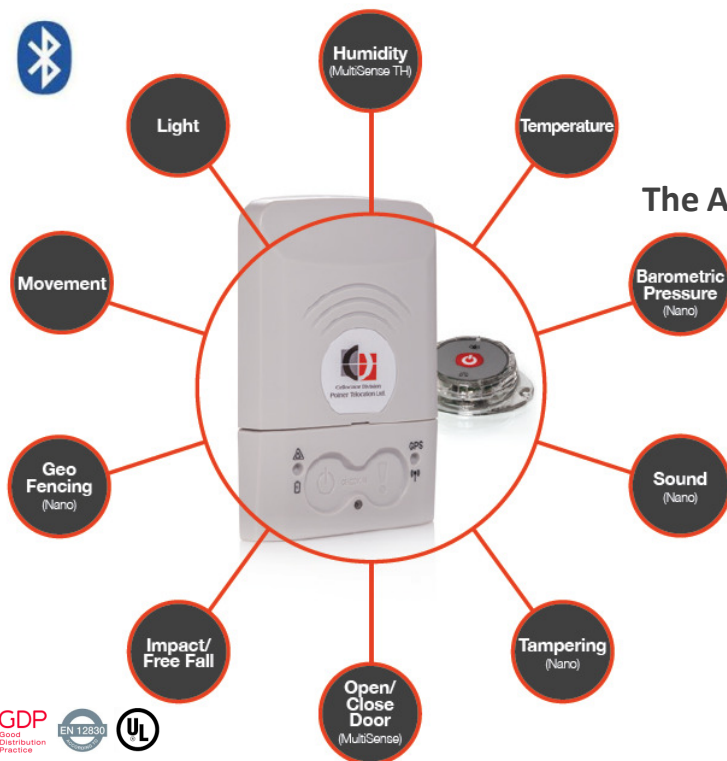 Humidity
(MultiSense TH)
Light
Temperature
The A
Movement
Barometric
Pressure
(Nano)
Cellocator Division
Pointer Telocation Ltd.
GPS
Geo
Fencing
(Nano)
Sound
(Nano)
Impact/
Free Fall
Tampering
(Nano)
Open/
Close
Door
(MultiSense)
GDP
Good
Distribution
Practice
EN 12830
UL